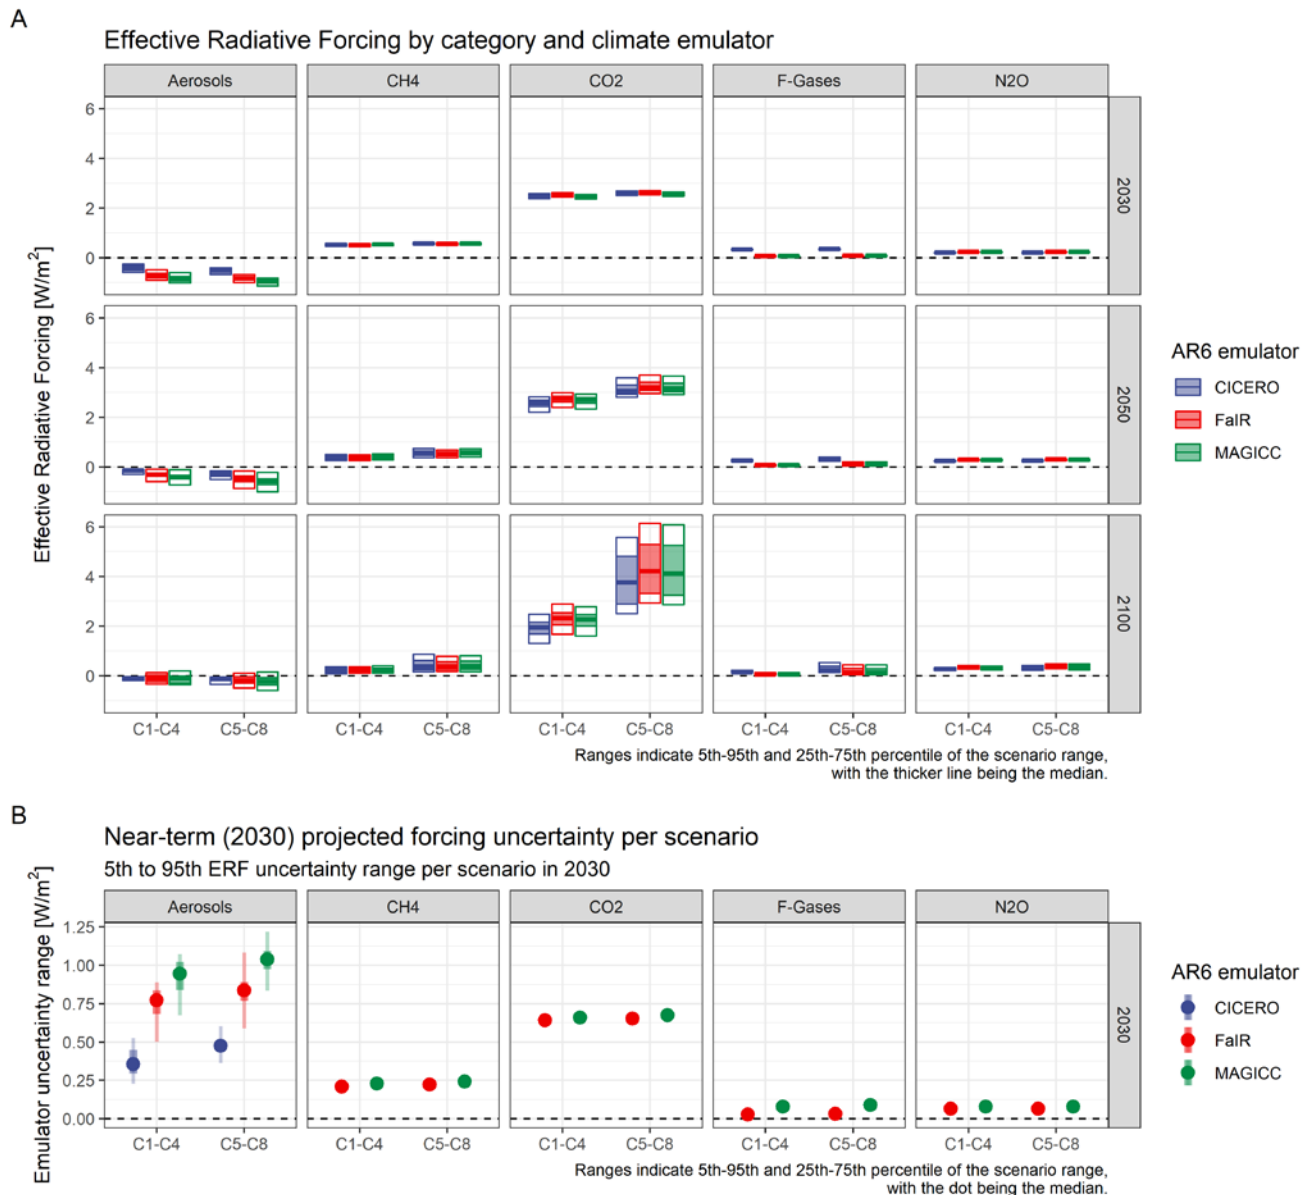 A
Effective Radiative Forcing by category and climate emulator
Aerosols CH4 CO2 F-Gases N2O
Effective Radiative Forcing [W/m²]
6
4
2
0
2030
6
4
2
0
2050
6
4
2
0
2100
C1-C4 C5-C8 C1-C4 C5-C8 C1-C4 C5-C8 C1-C4 C5-C8 C1-C4 C5-C8
Ranges indicate 5th-95th and 25th-75th percentile of the scenario range,
with the thicker line being the median.
AR6 emulator
CICERO
FaIR
MAGICC
B
Near-term (2030) projected forcing uncertainty per scenario
5th to 95th ERF uncertainty range per scenario in 2030
Aerosols CH4 CO2 F-Gases N2O
Emulator uncertainty range [W/m²]
1.25
1.00
0.75
0.50
0.25
0.00
2030
C1-C4 C5-C8 C1-C4 C5-C8 C1-C4 C5-C8 C1-C4 C5-C8 C1-C4 C5-C8
Ranges indicate 5th-95th and 25th-75th percentile of the scenario range,
with the dot being the median.
AR6 emulator
CICERO
FaIR
MAGICC